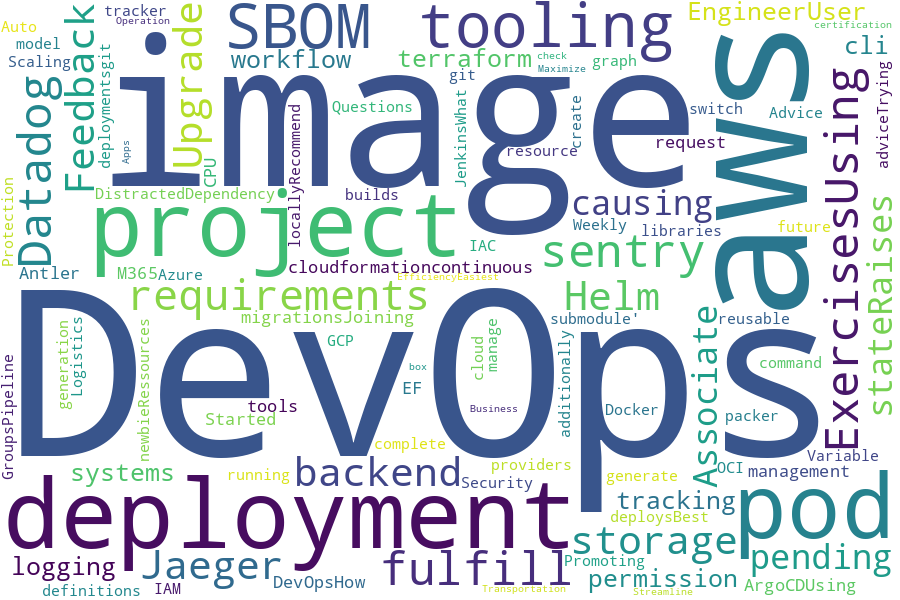 tracker
Operation
Auto
model
Scaling
Datadog
Feedback
deploymentsgit
Apps
Upgrade
CPU
SBOM
workflow
image
tooling
terraform
git
check
Maximize
graph
EngineerUser
certification
cli
aws
switch
Advice
adviceTrying
ExercisesUsing
Questions
JenkinsWhat
resource
create
request
locallyRecommend
DistractedDependency
builds
causing
Weekly
libraries
future
Protection
project
IAC
sentry
stateRaises
Antler
M365
Azure
cloudformationcontinuous
EfficiencyEasiest
requirements
Helm
migrationsJoining
submodule'
reusable
Associate
DevOps
GCP
generation
Logistics
newbieRessources
box
EF
cloud
manage
additionally
command
GroupsPipeline
Started
tools
Business
Docker
packer
complete
Variable
systems
running
backend
Security
providers
generate
OCI
management
deployment
tracking
deploysBest
pod
logging
Jaeger
fulfill
storage
pending
definitions
IAM
DevOpsHow
Transportation
Promoting
permission
Streamline
ArgoCDUsing